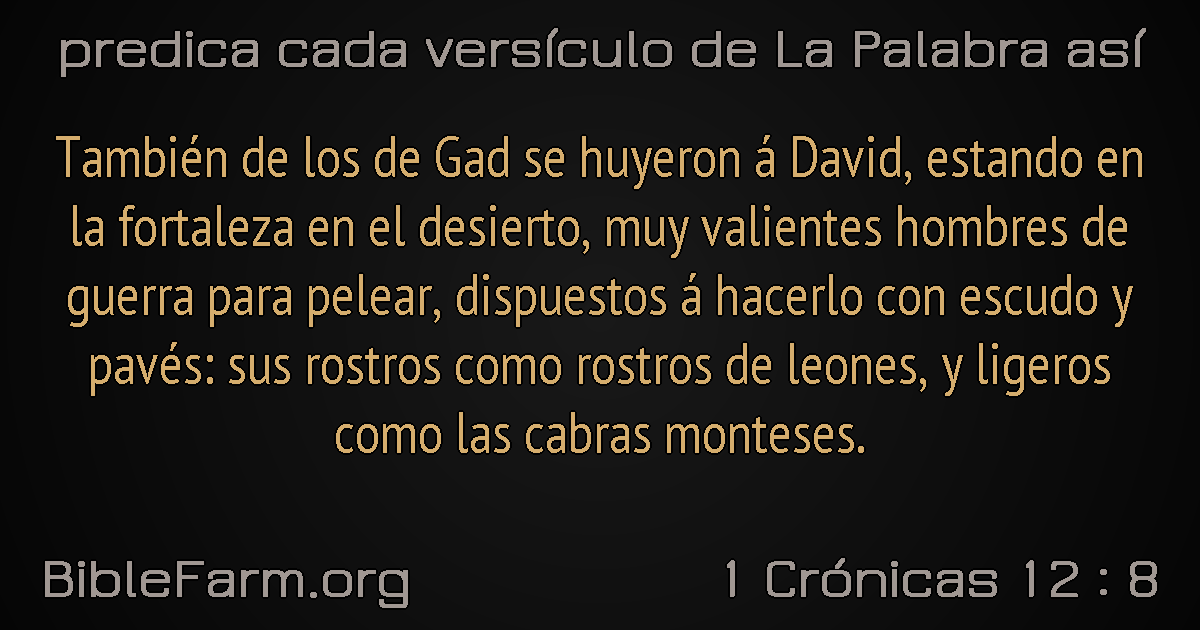 predica cada versículo de La Palabra así
También de los de Gad se huyeron á David, estando en
la fortaleza en el desierto, muy valientes hombres de
guerra para pelear, dispuestos á hacerlo con escudo y
pavés: sus rostros como rostros de leones, y ligeros
como las cabras monteses.
BibleFarm.org
1 Crónicas 12 : 8